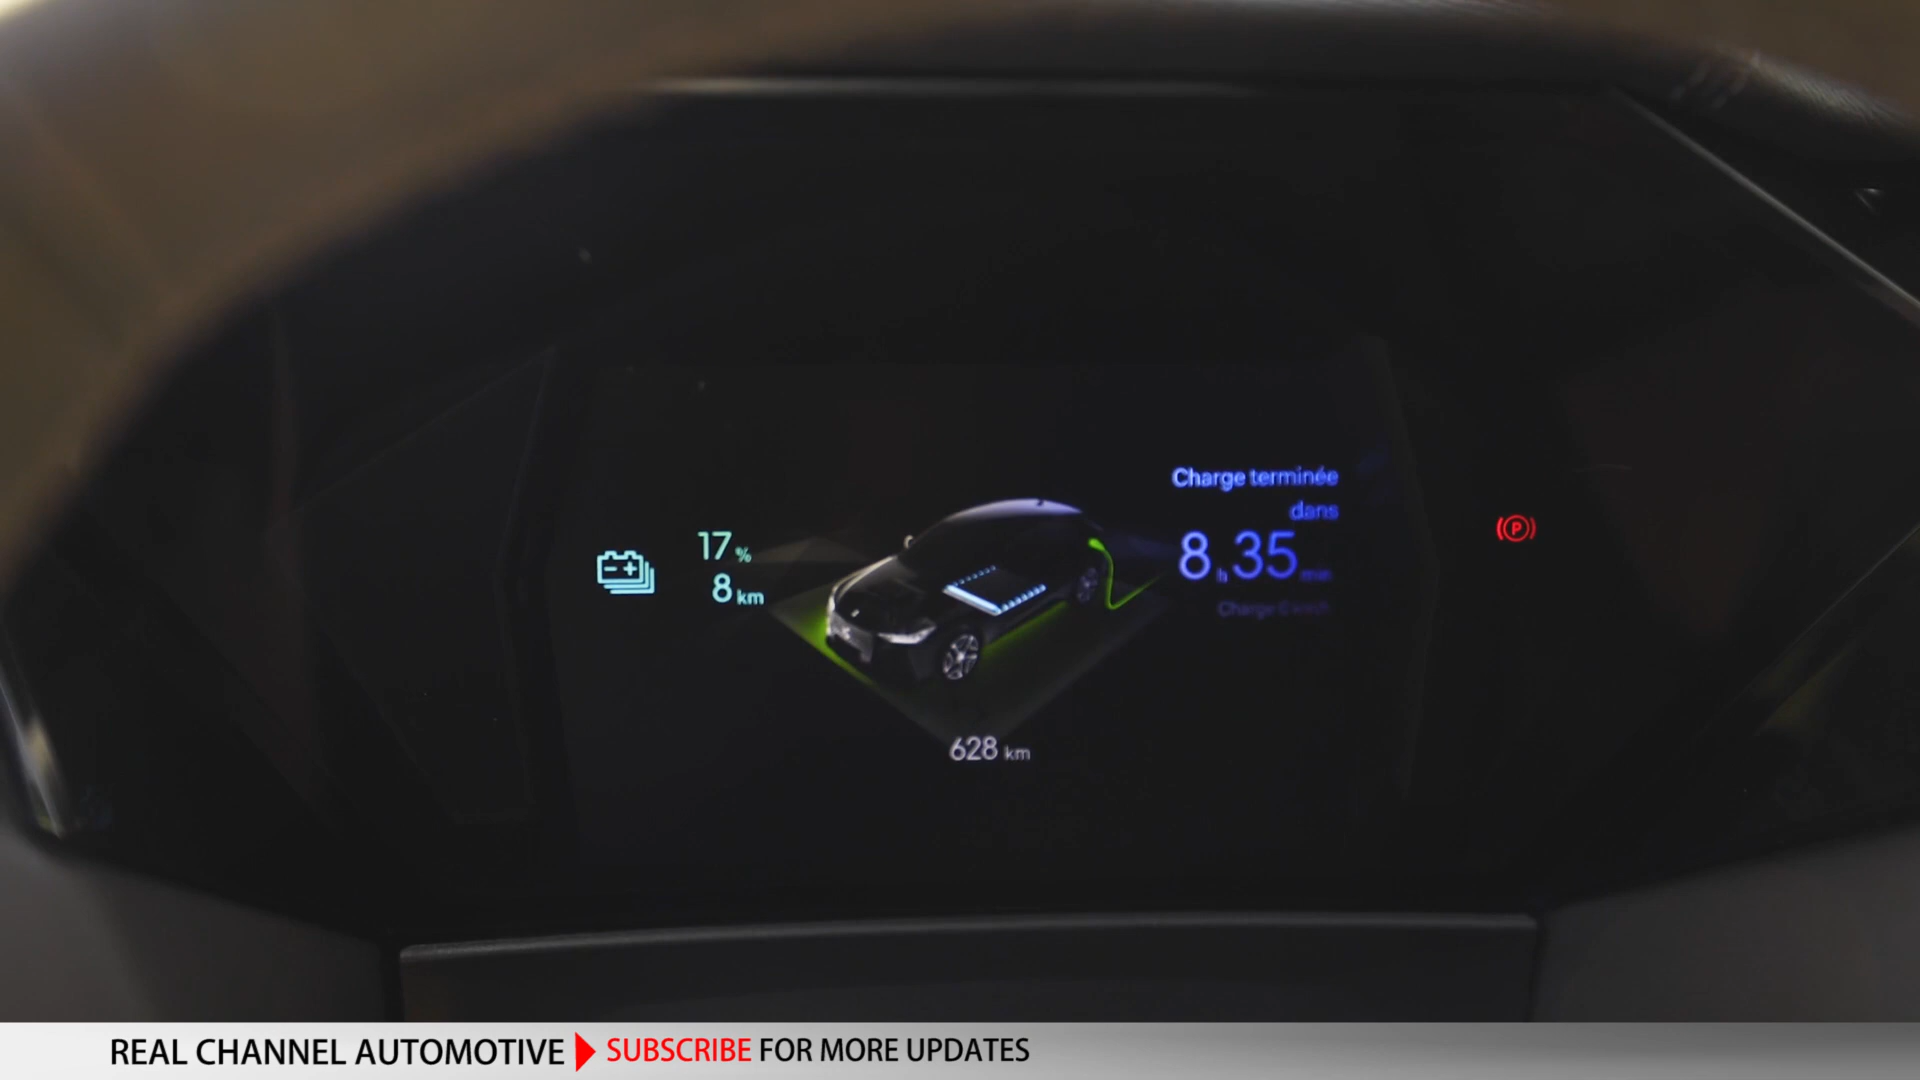 Charge terminée
dans
17 %
8 h 35 min
8 km
P
628 km
REAL CHANNEL AUTOMOTIVE SUBSCRIBE FOR MORE UPDATES